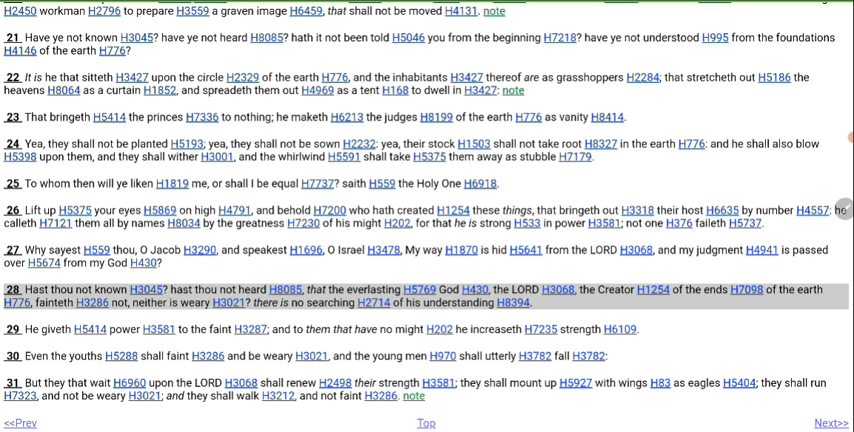 H2450 workman H2796 to prepare H3559 a graven image H6459, that shall not be moved H4131. note
21 Have ye not known H3045? have ye not heard H8085? hath it not been told H5046 you from the beginning H7218? have ye not understood H995 from the foundations
H4146 of the earth H776?
22 It is he that sitteth H3427 upon the circle H2329 of the earth H776, and the inhabitants H3427 thereof are as grasshoppers H2284; that stretcheth out H5186 the
heavens H8064 as a curtain H1852, and spreadeth them out H4969 as a tent H168 to dwell in H3427: note
23 That bringeth H5414 the princes H7336 to nothing; he maketh H6213 the judges H8199 of the earth H776 as vanity H8414.
24 Yea, they shall not be planted H5193; yea, they shall not be sown H2232: yea, their stock H1503 shall not take root H8327 in the earth H776: and he shall also blow
H5398 upon them, and they shall wither H3001, and the whirlwind H5591 shall take H5375 them away as stubble H7179.
25 To whom then will ye liken H1819 me, or shall I be equal H7737? saith H559 the Holy One H6918.
26 Lift up H5375 your eyes H5869 on high H4791, and behold H7200 who hath created H1254 these things, that bringeth out H3318 their host H6635 by number H4557: he
calleth H7121 them all by names H8034 by the greatness H7230 of his might H202, for that he is strong H533 in power H3581; not one H376 faileth H5737.
27 Why sayest H559 thou, O Jacob H3290, and speakest H1696, O Israel H3478, My way H1870 is hid H5641 from the LORD H3068, and my judgment H4941 is passed
over H5674 from my God H430?
28 Hast thou not known H3045? hast thou not heard H8085, that the everlasting H5769 God H430, the LORD H3068, the Creator H1254 of the ends H7098 of the earth
H776, fainteth H3286 not, neither is weary H3021? there is no searching H2714 of his understanding H8394.
29 He giveth H5414 power H3581 to the faint H3287; and to them that have no might H202 he increaseth H7235 strength H6109.
30 Even the youths H5288 shall faint H3286 and be weary H3021, and the young men H970 shall utterly H3782 fall H3782:
31 But they that wait H6960 upon the LORD H3068 shall renew H2498 their strength H3581; they shall mount up H5927 with wings H83 as eagles H5404; they shall run
H7323, and not be weary H3021; and they shall walk H3212, and not faint H3286. note
<<Prev Top Next>>